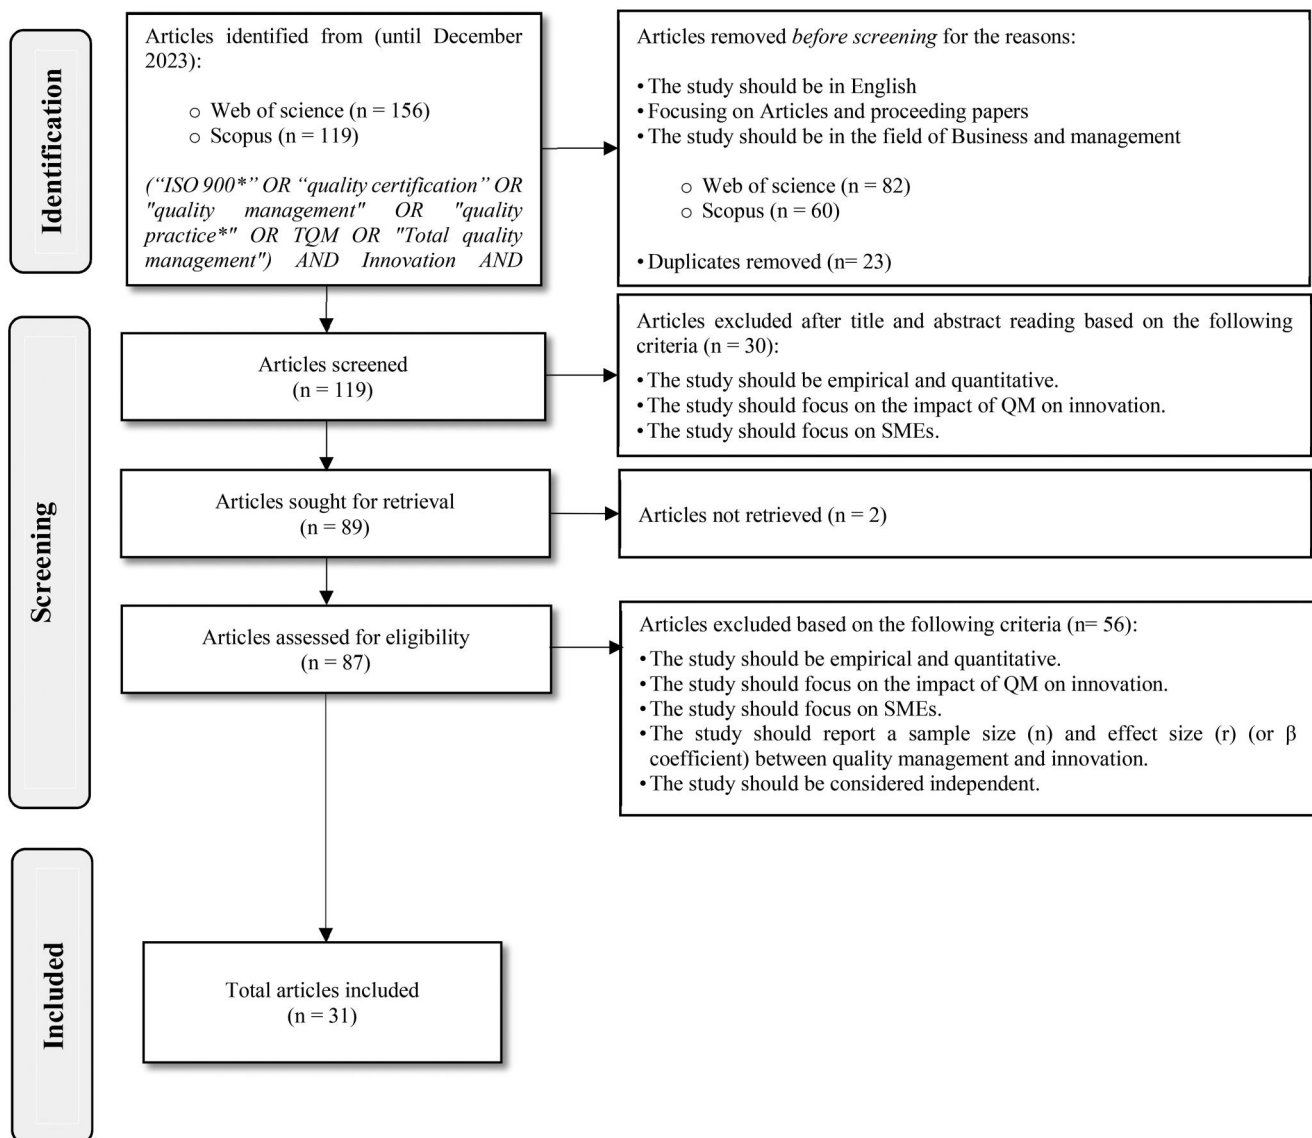 Identification
Articles identified from (until December
2023):
o Web of science (n = 156)
o Scopus (n = 119)
(“ISO 900*” OR “quality certification” OR
"quality management" OR "quality
practice*" OR TQM OR "Total quality
management") AND Innovation AND
Articles removed before screening for the reasons:
• The study should be in English
• Focusing on Articles and proceeding papers
• The study should be in the field of Business and management
o Web of science (n = 82)
o Scopus (n = 60)
• Duplicates removed (n= 23)
Screening
Articles screened
(n = 119)
Articles excluded after title and abstract reading based on the following
criteria (n = 30):
• The study should be empirical and quantitative.
• The study should focus on the impact of QM on innovation.
• The study should focus on SMEs.
Articles sought for retrieval
(n = 89)
Articles not retrieved (n = 2)
Articles assessed for eligibility
(n = 87)
Articles excluded based on the following criteria (n= 56):
• The study should be empirical and quantitative.
• The study should focus on the impact of QM on innovation.
• The study should focus on SMEs.
• The study should report a sample size (n) and effect size (r) (or β
coefficient) between quality management and innovation.
• The study should be considered independent.
Included
Total articles included
(n = 31)